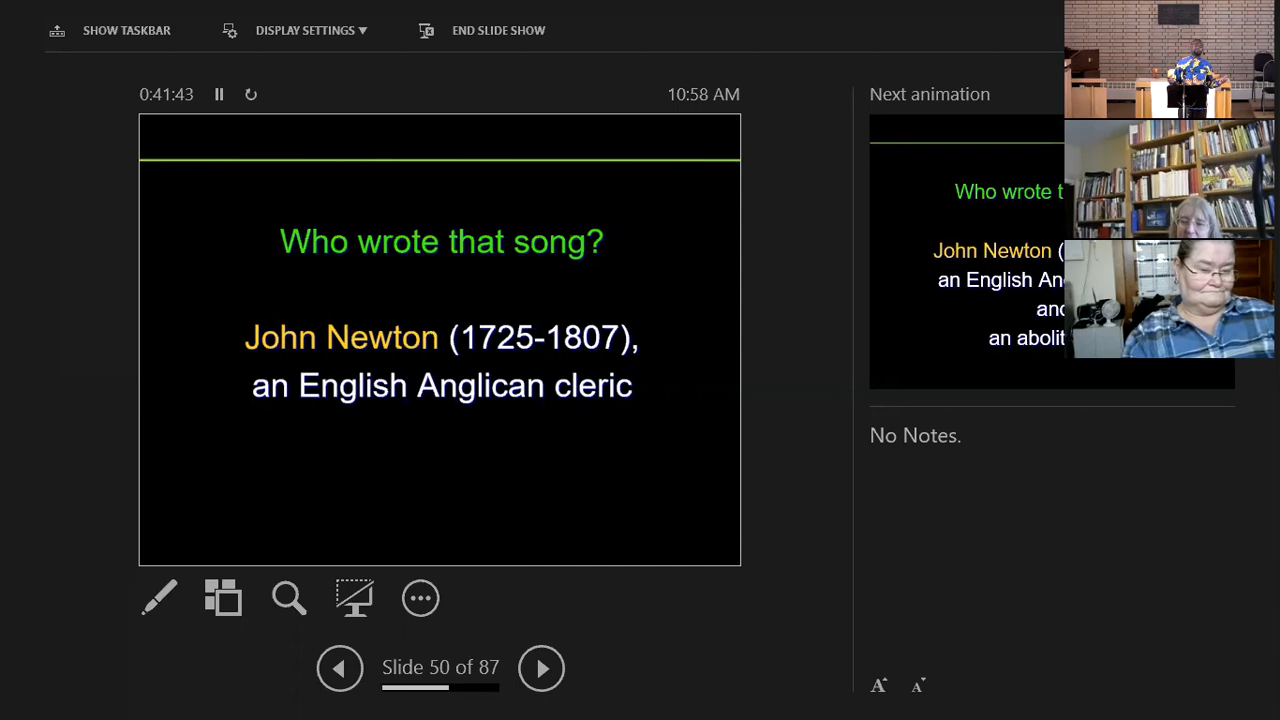 SHOW TASKBAR
DISPLAY SETTINGS
END SLIDE SHOW
0:41:43
10:58 AM
Next animation
Who wrote that song?
John Newton (1725-1807),
an English Anglican cleric
Who wrote
John Newton (
an English
an abolit
No Notes.
Slide 50 of 87
A A